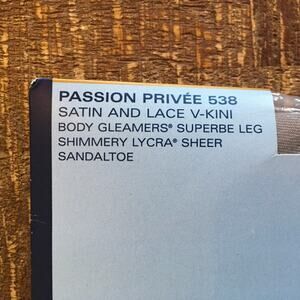 PASSION PRIVÉE 538
SATIN AND LACE V-KINI
BODY GLEAMERS® SUPERBE LEG
SHIMMERY LYCRA® SHEER
SANDALTOE